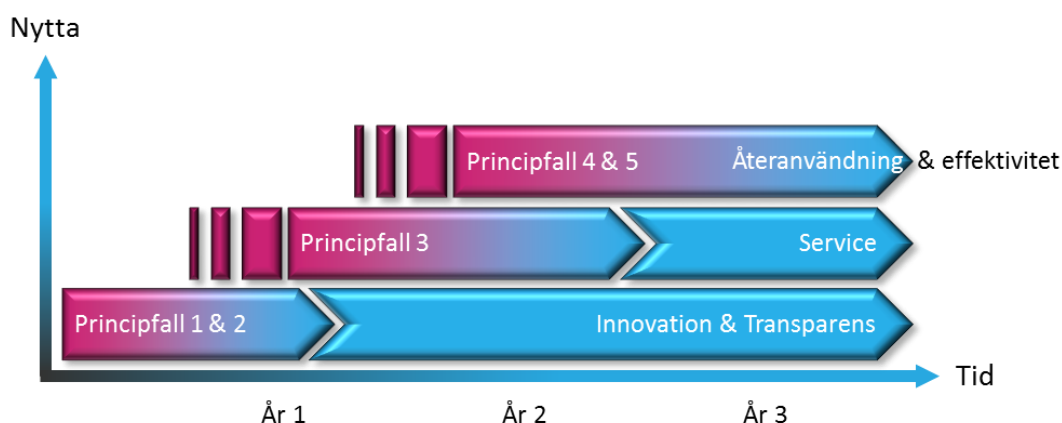 Nytta
Principfall 4 & 5
Återanvändning & effektivitet
Principfall 3
Service
Principfall 1 & 2
Innovation & Transparens
Tid
År 1
År 2
År 3